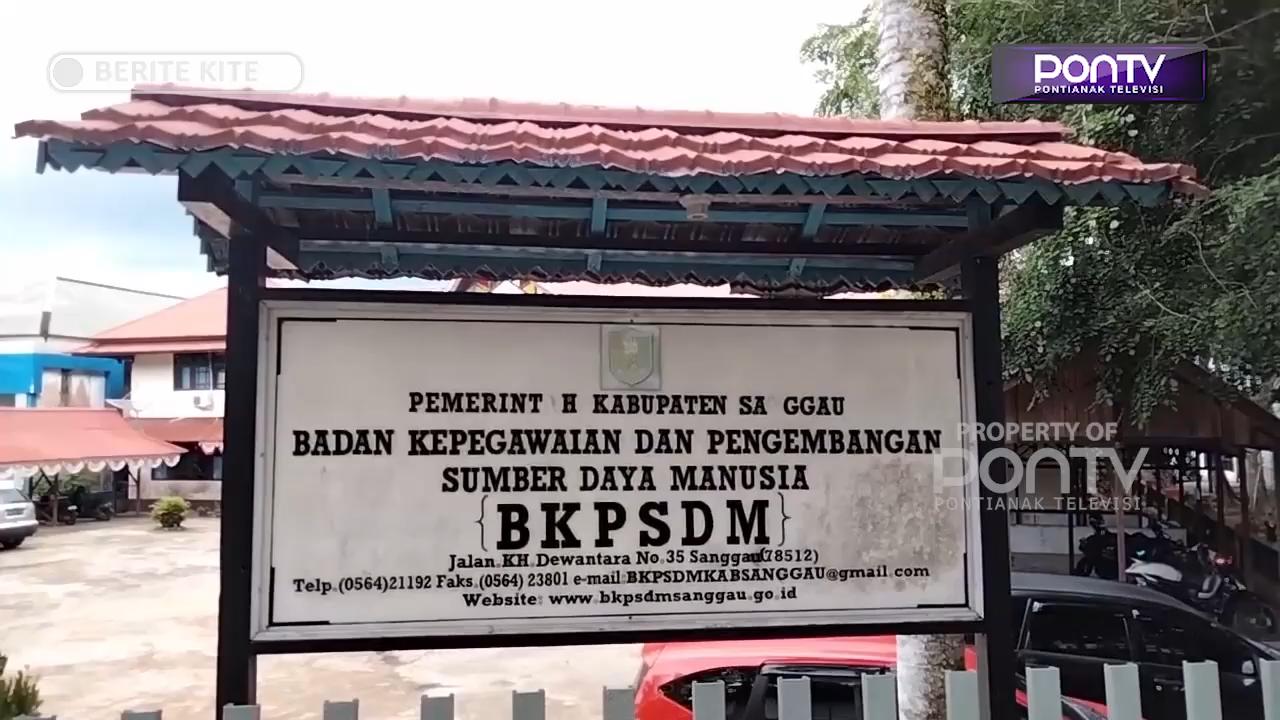 BERITE KITE
PONTV
PONTIANAK TELEVISI
PEMERINT H KABUPATEN SA GGAU
BADAN KEPEGAWAIAN DAN PENGEMBANGAN
SUMBER DAYA MANUSIA
{BKPSDM}
Jalan.KH.Dewantara No.35 Sanggau(78512)
Telp.(0564)21192 Faks.(0564) 23801 e-mail:BKPSDMKABSANGGAU@gmail.com
Website: www.bkpsdmsanggau.go.id
PROPERTY OF
PONTV
PONTIANAK TELEVISI